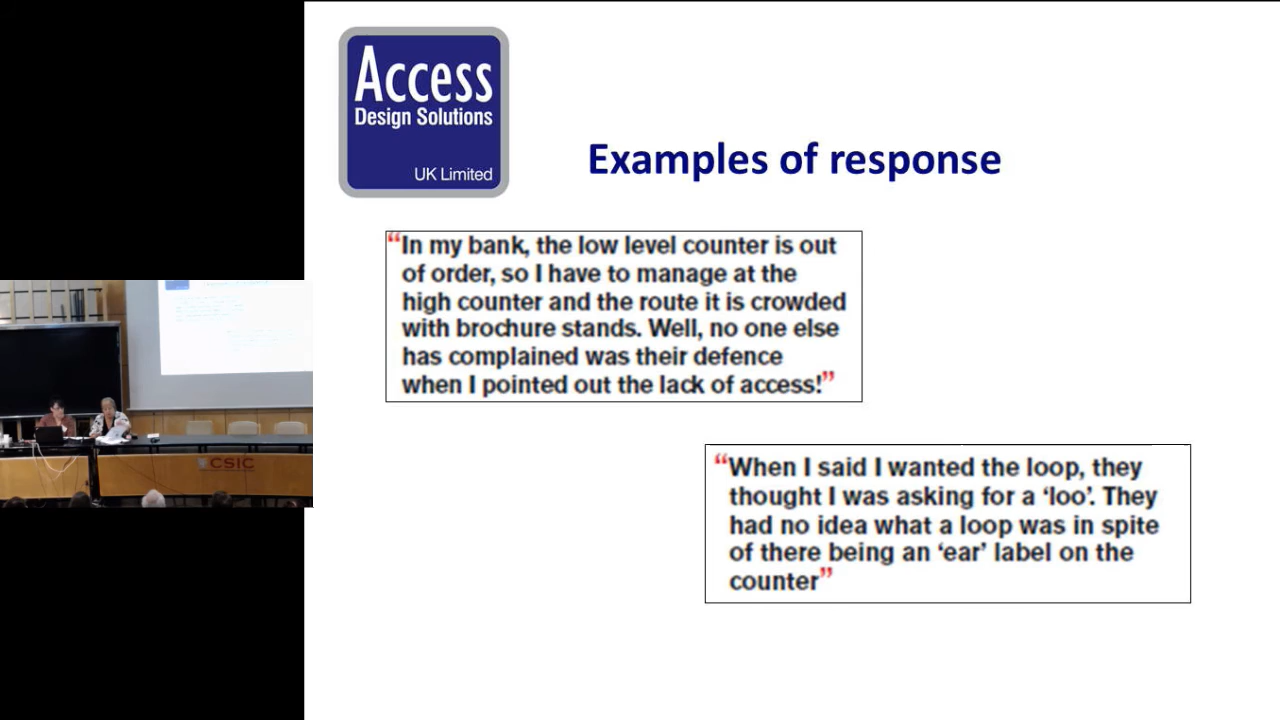 Access
Design Solutions
UK Limited
Examples of response
“In my bank, the low level counter is out
of order, so I have to manage at the
high counter and the route it is crowded
with brochure stands. Well, no one else
has complained was their defence
when I pointed out the lack of access!”
“When I said I wanted the loop, they
thought I was asking for a ‘loo’. They
had no idea what a loop was in spite
of there being an ‘ear’ label on the
counter”
CSIC